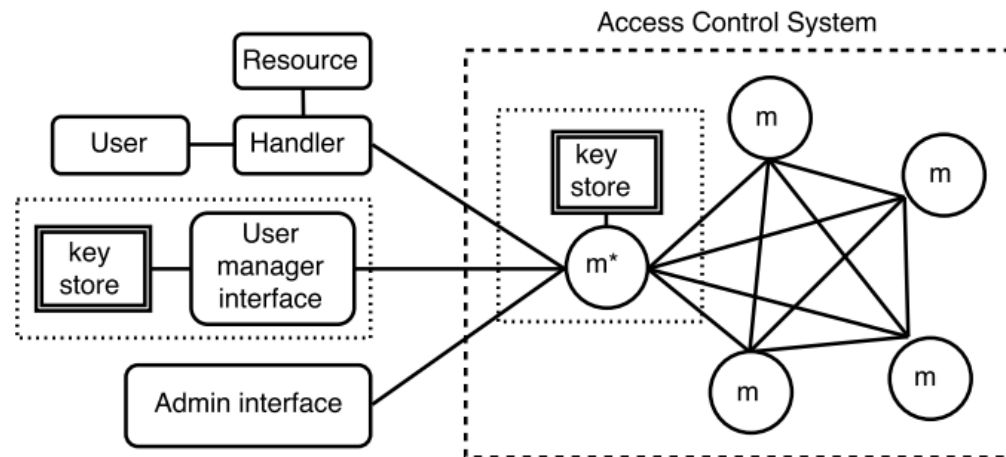 Access Control System
Resource
User
Handler
key
store
User
manager
interface
Admin interface
key
store
m*
m
m
m
m